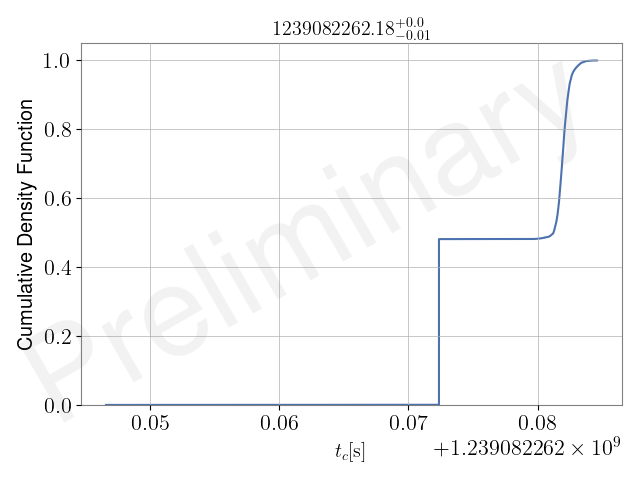 1239082262.18^{+0.0}_{-0.01}
Cumulative Density Function
1.0
0.8
0.6
0.4
0.2
0.0
0.05 0.06 0.07 0.08
t_c[s]
+1.239082262 × 10^9
Preliminary